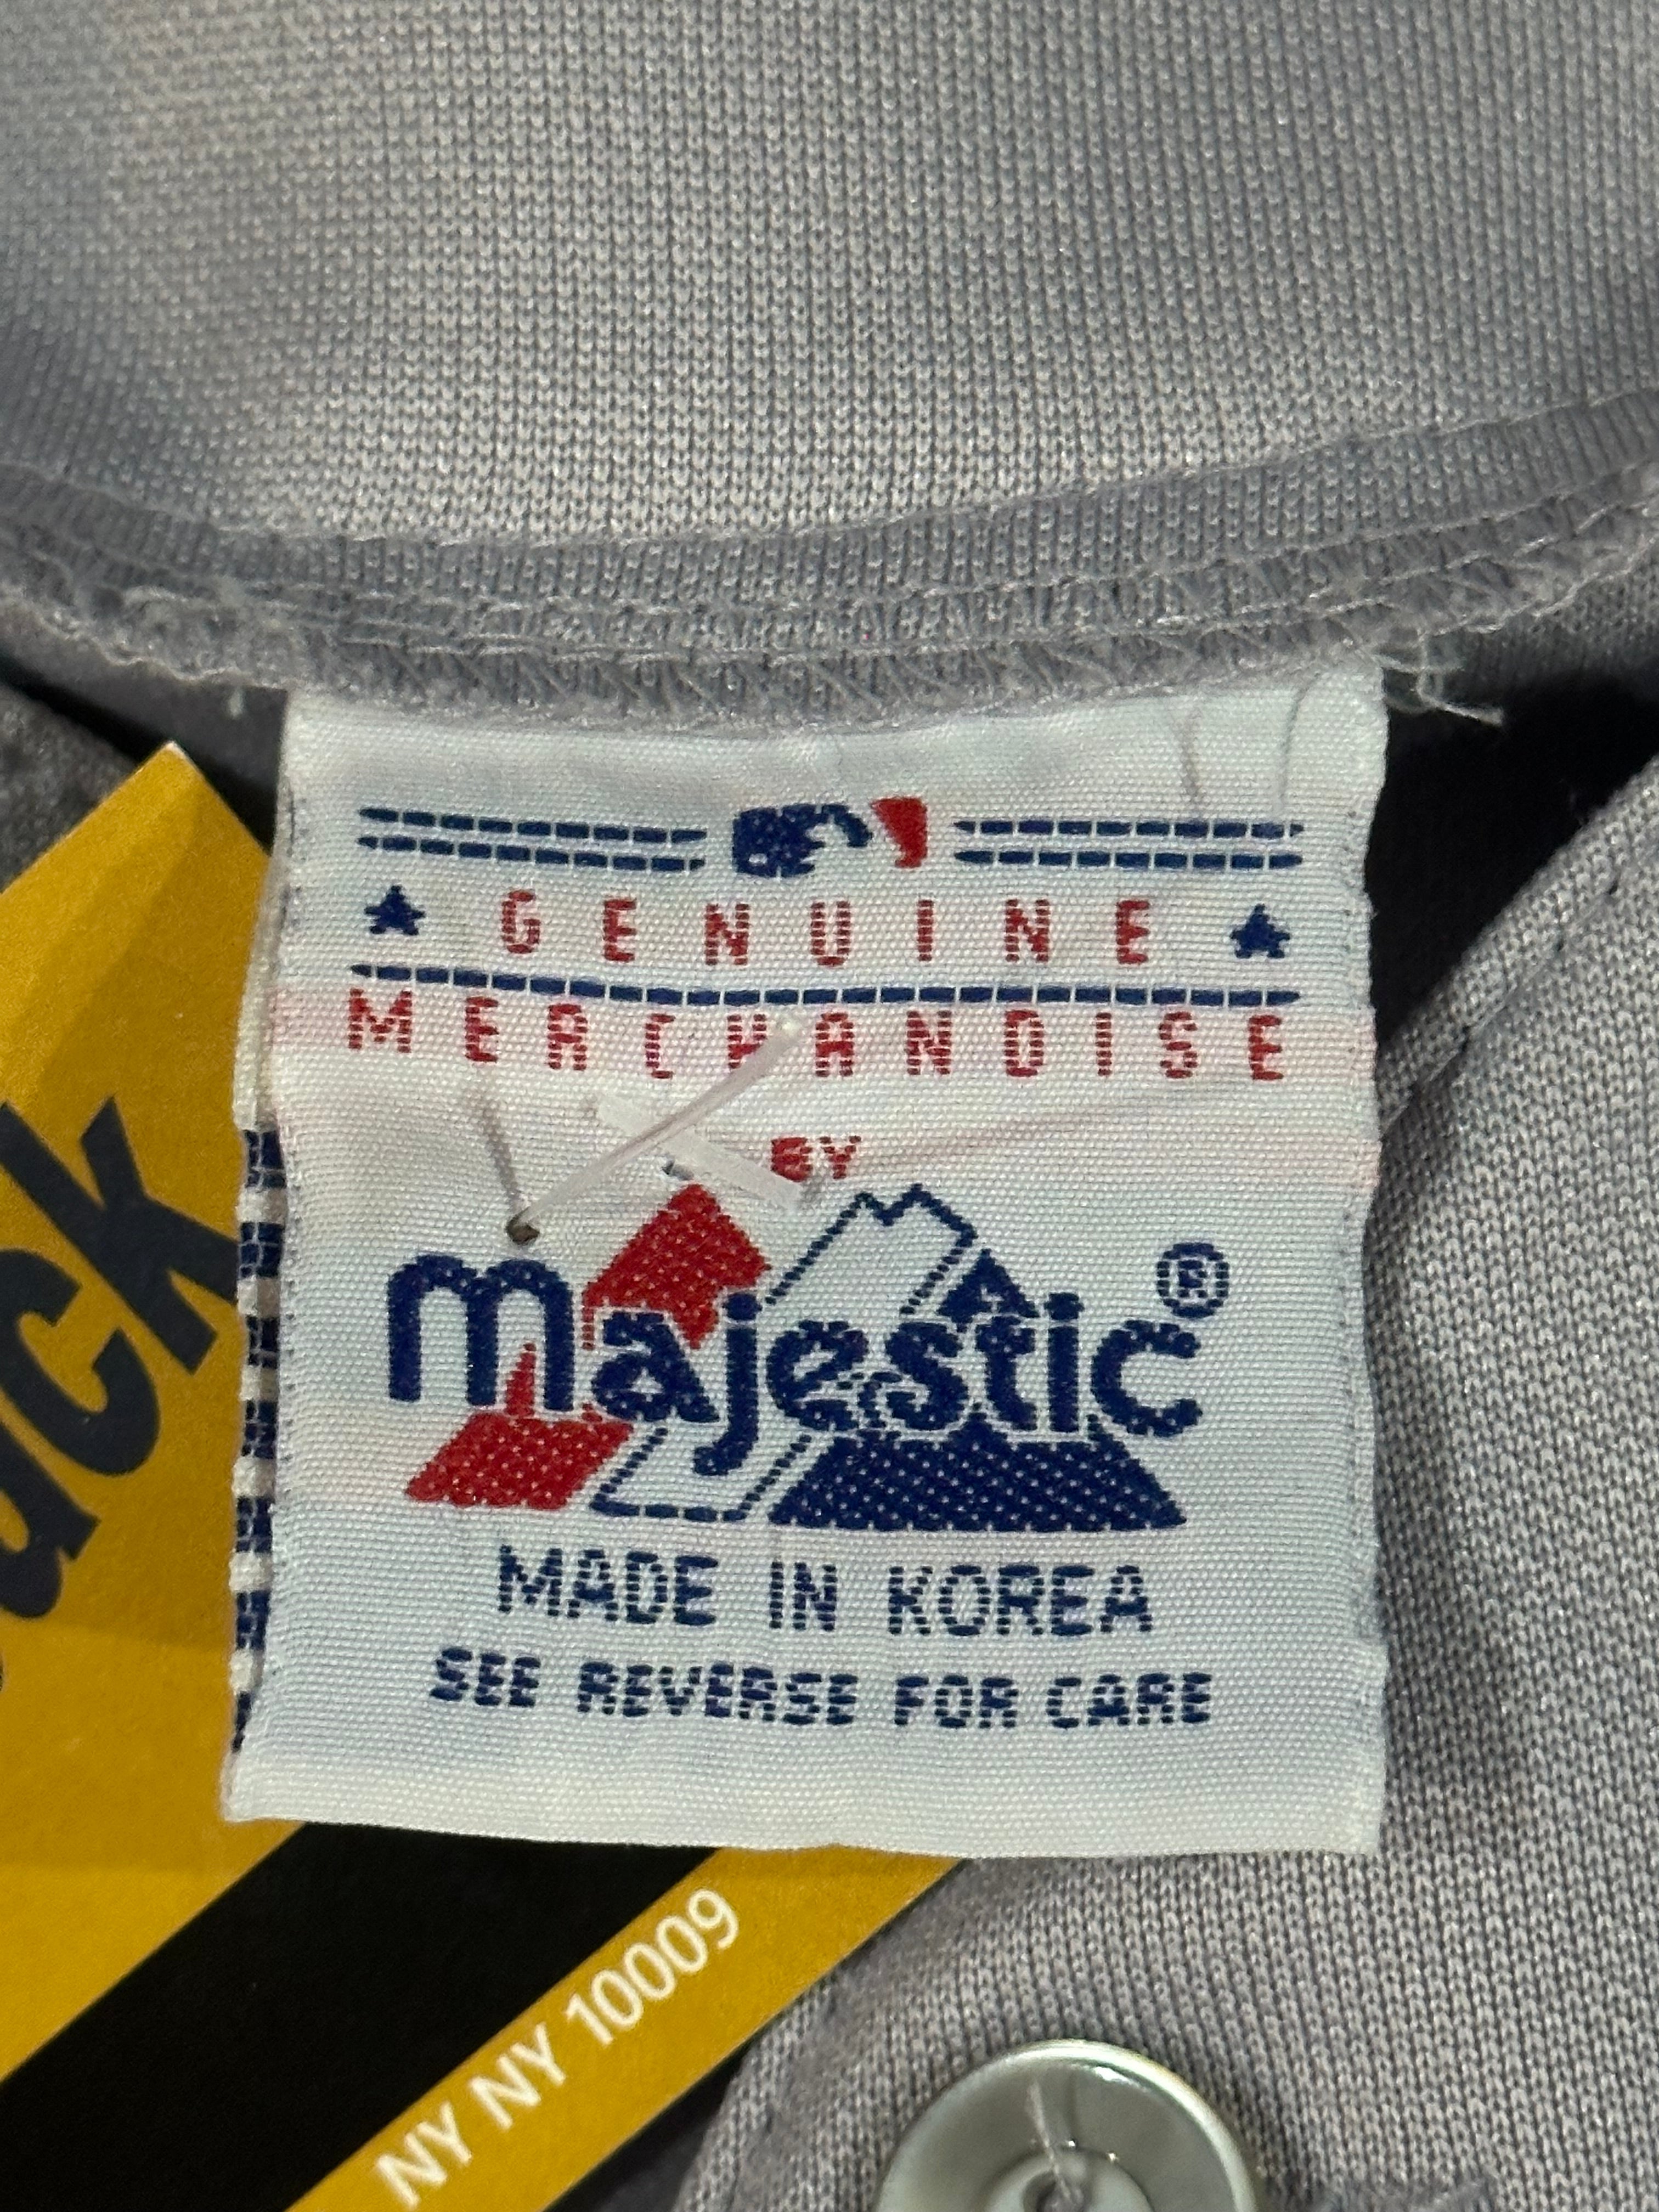 GENUINE
MERCHANDISE
BY
majestic®
MADE IN KOREA
SEE REVERSE FOR CARE
NY NY 10009